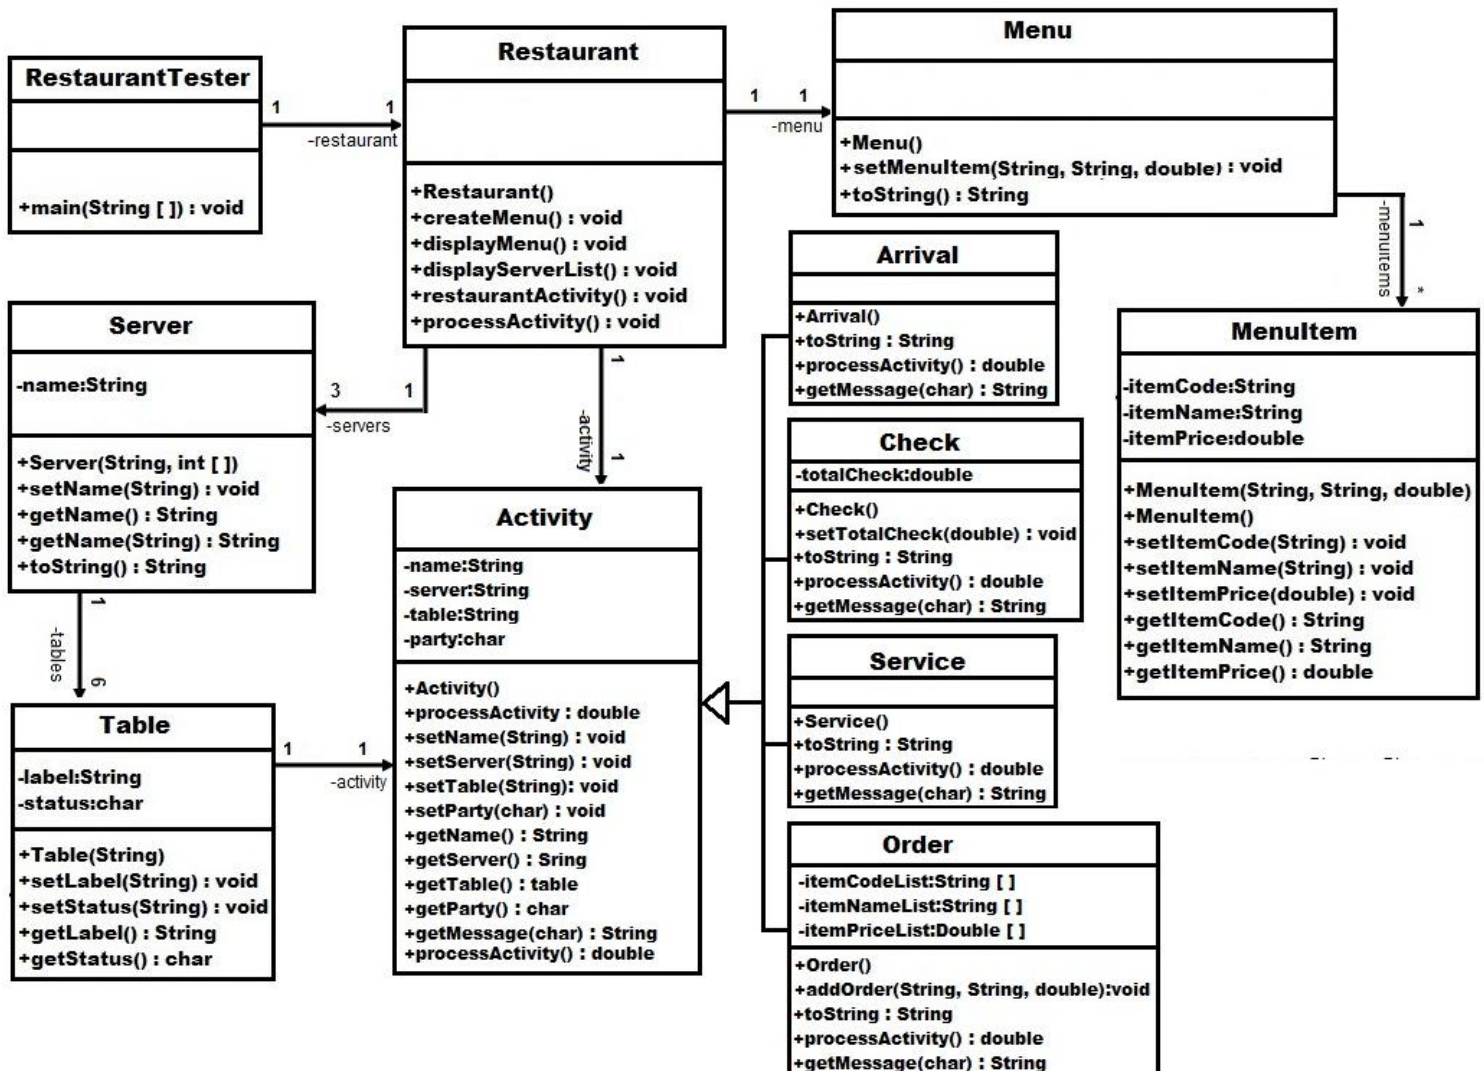 RestaurantTester
+main(String [ ]) : void
1
1
-restaurant
Restaurant
+Restaurant()
+createMenu() : void
+displayMenu() : void
+displayServerList() : void
+restaurantActivity() : void
+processActivity() : void
1
1
-menu
Menu
+Menu()
+setMenuItem(String, String, double) : void
+toString() : String
1
-menuItems
*
MenuItem
-itemCode:String
-itemName:String
-itemPrice:double
+MenuItem(String, String, double)
+MenuItem()
+setItemCode(String) : void
+setItemName(String) : void
+setItemPrice(double) : void
+getItemCode() : String
+getItemName() : String
+getItemPrice() : double
Server
-name:String
+Server(String, int [ ])
+setName(String) : void
+getName() : String
+getName(String) : String
+toString() : String
3
1
-servers
1
-activity
1
1
-tables
6
Table
-label:String
-status:char
+Table(String)
+setLabel(String) : void
+setStatus(String) : void
+getLabel() : String
+getStatus() : char
1
1
-activity
Activity
-name:String
-server:String
-table:String
-party:char
+Activity()
+processActivity : double
+setName(String) : void
+setServer(String) : void
+setTable(String): void
+setParty(char) : void
+getName() : String
+getServer() : Sring
+getTable() : table
+getParty() : char
+getMessage(char) : String
+processActivity() : double
Arrival
+Arrival()
+toString : String
+processActivity() : double
+getMessage(char) : String
Check
-totalCheck:double
+Check()
+setTotalCheck(double) : void
+toString : String
+processActivity() : double
+getMessage(char) : String
Service
+Service()
+toString : String
+processActivity() : double
+getMessage(char) : String
Order
-itemCodeList:String [ ]
-itemNameList:String [ ]
-itemPriceList:Double [ ]
+Order()
+addOrder(String, String, double):void
+toString : String
+processActivity() : double
+getMessage(char) : String